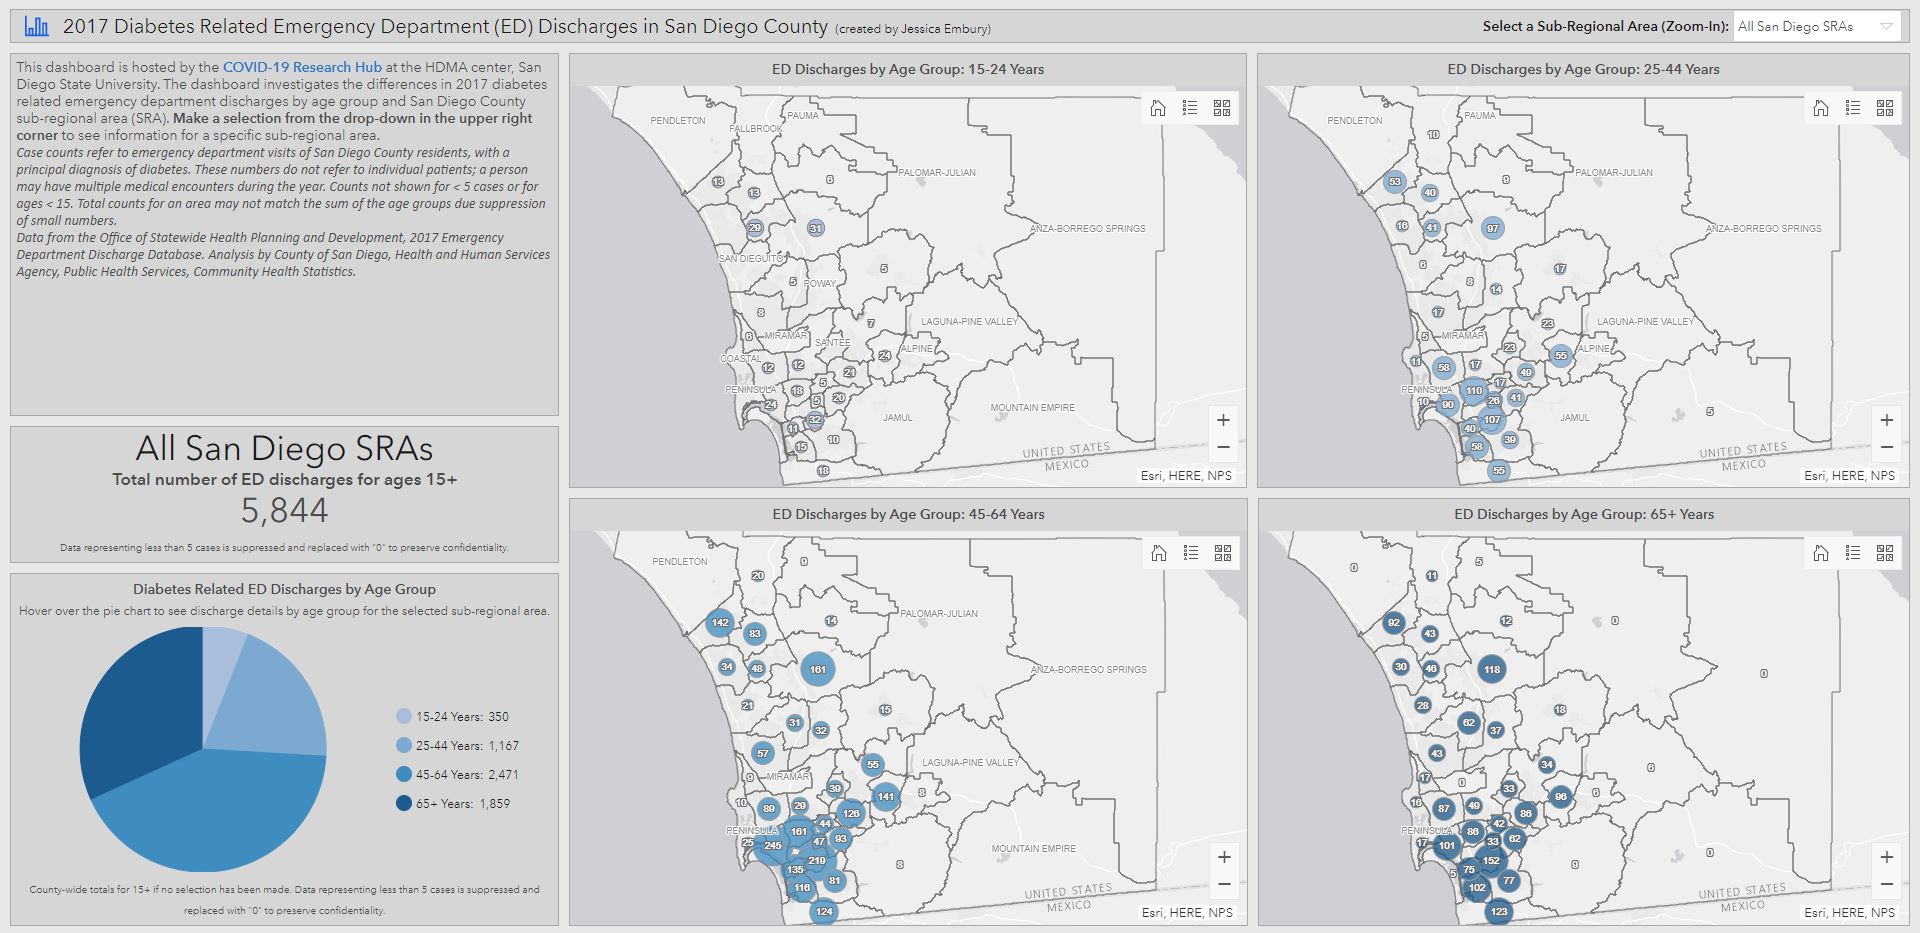 2017 Diabetes Related Emergency Department (ED) Discharges in San Diego County (created by Jessica Embury)
Select a Sub-Regional Area (Zoom-In): All San Diego SRAs
This dashboard is hosted by the COVID-19 Research Hub at the HDMA center, San
Diego State University. The dashboard investigates the differences in 2017 diabetes
related emergency department discharges by age group and San Diego County
sub-regional area (SRA). Make a selection from the drop-down in the upper right
corner to see information for a specific sub-regional area.
Case counts refer to emergency department visits of San Diego County residents, with a
principal diagnosis of diabetes. These numbers do not refer to individual patients; a person
may have multiple medical encounters during the year. Counts not shown for < 5 cases or for
ages < 15. Total counts for an area may not match the sum of the age groups due suppression
of small numbers.
Data from the Office of Statewide Health Planning and Development, 2017 Emergency
Department Discharge Database. Analysis by County of San Diego, Health and Human Services
Agency, Public Health Services, Community Health Statistics.
All San Diego SRAs
Total number of ED discharges for ages 15+
5,844
Data representing less than 5 cases is suppressed and replaced with "0" to preserve confidentiality.
Diabetes Related ED Discharges by Age Group
Hover over the pie chart to see discharge details by age group for the selected sub-regional area.
15-24 Years: 350
25-44 Years: 1,167
45-64 Years: 2,471
65+ Years: 1,859
County-wide totals for 15+ if no selection has been made. Data representing less than 5 cases is suppressed and
replaced with "0" to preserve confidentiality.
ED Discharges by Age Group: 15-24 Years
PENDLETON
PAUMA
FALLBROOK
PALOMAR-JULIAN
6
13
13
29
31
ANZA-BORREGO SPRINGS
SAN DIEGUITO
5
5
POWAY
8
7
LAGUNA-PINE VALLEY
6
MIRAMAR
SANTEE
ALPINE
COASTAL
24
12
12
21
5
PENINSULA
18
20
5
24
JAMUL
MOUNTAIN EMPIRE
32
11
10
15
18
UNITED STATES
MEXICO
Esri, HERE, NPS
ED Discharges by Age Group: 25-44 Years
PENDLETON
PAUMA
10
PALOMAR-JULIAN
9
53
40
16
41
97
ANZA-BORREGO SPRINGS
6
17
8
14
17
23
LAGUNA-PINE VALLEY
5
MIRAMAR
23
ALPINE
11
55
58
17
49
17
PENINSULA
110
41
10
90
26
5
107
JAMUL
40
39
58
55
UNITED STATES
MEXICO
Esri, HERE, NPS
ED Discharges by Age Group: 45-64 Years
PENDLETON
9
20
PALOMAR-JULIAN
142
83
14
34
48
161
ANZA-BORREGO SPRINGS
21
15
31
32
57
55
LAGUNA-PINE VALLEY
9
MIRAMAR
39
141
8
10
89
29
126
44
PENINSULA
161
93
25
245
47
MOUNTAIN EMPIRE
219
8
135
116
81
124
UNITED STATES
MEXICO
Esri, HERE, NPS
ED Discharges by Age Group: 65+ Years
0
5
11
92
43
12
0
30
46
118
0
28
18
62
37
43
34
6
17
0
33
96
6
16
87
49
86
42
PENINSULA
86
62
17
101
33
0
152
9
75
5
102
77
123
UNITED STATES
MEXICO
Esri, HERE, NPS